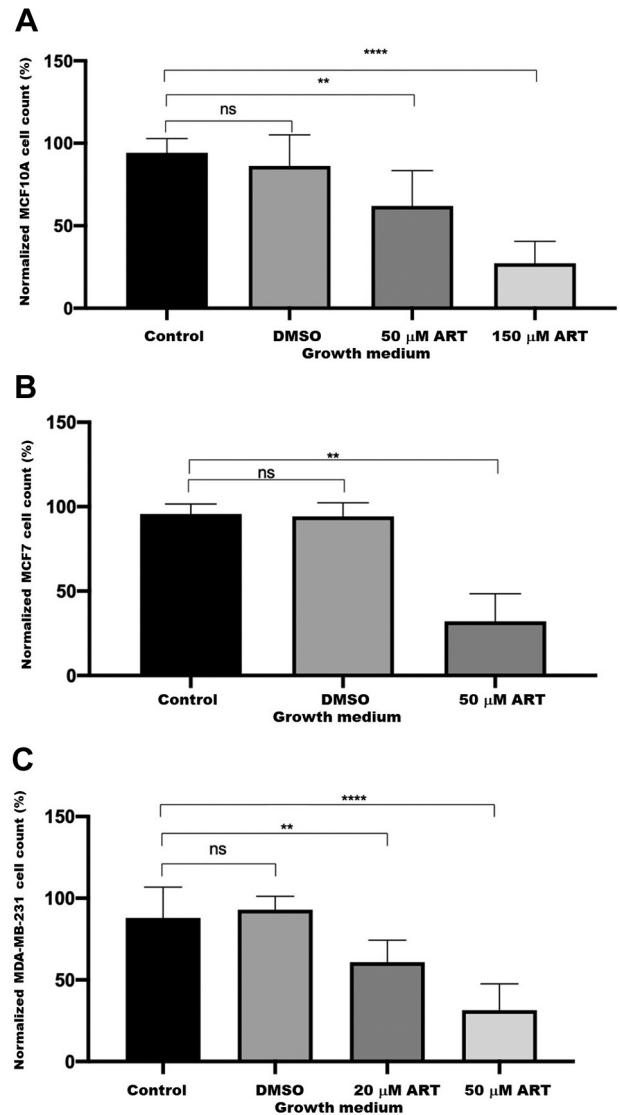 A
Normalized MCF10A cell count (%)
150
100
50
0
****
**
ns
Control DMSO 50 μM ART 150 μM ART
Growth medium
B
Normalized MCF7 cell count (%)
150
100
50
0
**
ns
Control DMSO 50 μM ART
Growth medium
C
Normalized MDA-MB-231 cell count (%)
150
100
50
0
****
**
ns
Control DMSO 20 μM ART 50 μM ART
Growth medium